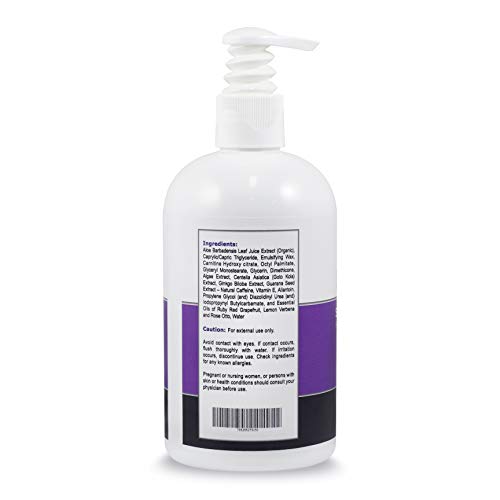 Ingredients:
Aloe Barbadensis Leaf Juice Extract (Organic),
Caprylic/Capric Triglyceride, Emulsifying Wax,
Carnitine Hydroxy citrate, Octyl Palmitate,
Glyceryl Monostearate, Glycerin, Dimethicone,
Algae Extract, Centella Asiatica (Goto Kola)
Extract, Ginkgo Biloba Extract, Guarana Seed
Extract – Natural Caffeine, Vitamin E, Allantoin,
Propylene Glycol (and) Diazolidinyl Urea (and)
Iodopropynyl Butylcarbamate, and Essential
Oils of Ruby Red Grapefruit, Lemon Verbena
and Rose Otto, Water
Caution: For external use only.
Avoid contact with eyes. If contact occurs,
flush thoroughly with water. If irritation
occurs, discontinue use. Check ingredients
for any known allergies.
Pregnant or nursing women, or persons with
skin or health conditions should consult your
physician before use.